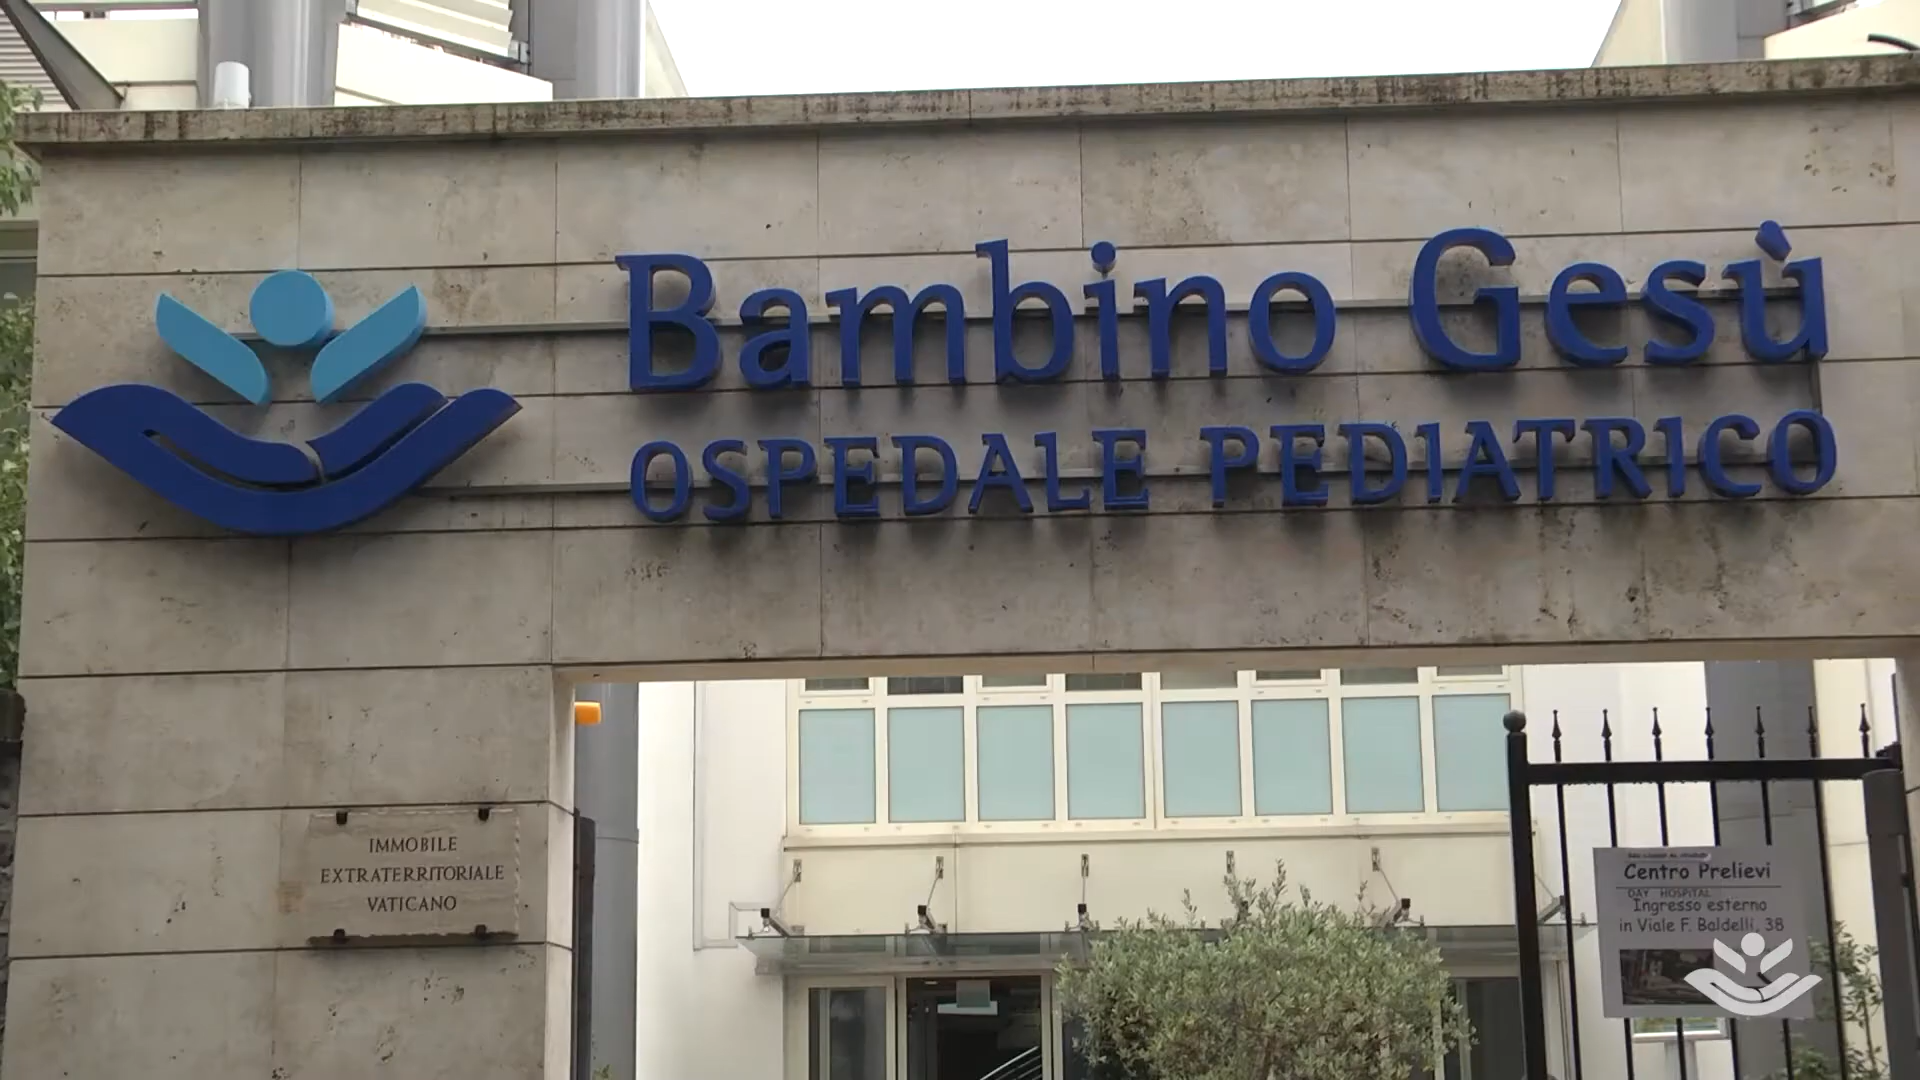 Bambino Gesù
OSPEDALE PEDIATRICO
IMMOBILE
EXTRATERRITORIALE
VATICANO
Centro Prelievi
DAY HOSPITAL
Ingresso esterno
in Viale F. Baldelli, 38